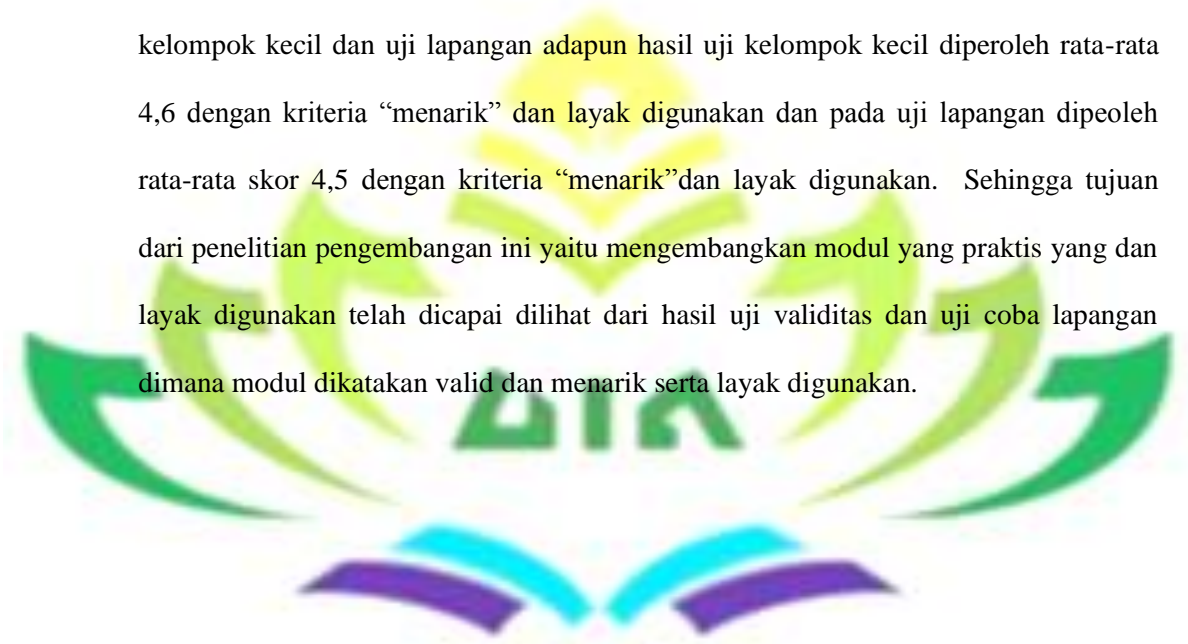 kelompok kecil dan uji lapangan adapun hasil uji kelompok kecil diperoleh rata-rata
4,6 dengan kriteria “menarik” dan layak digunakan dan pada uji lapangan dipeoleh
rata-rata skor 4,5 dengan kriteria “menarik”dan layak digunakan. Sehingga tujuan
dari penelitian pengembangan ini yaitu mengembangkan modul yang praktis yang dan
layak digunakan telah dicapai dilihat dari hasil uji validitas dan uji coba lapangan
dimana modul dikatakan valid dan menarik serta layak digunakan.